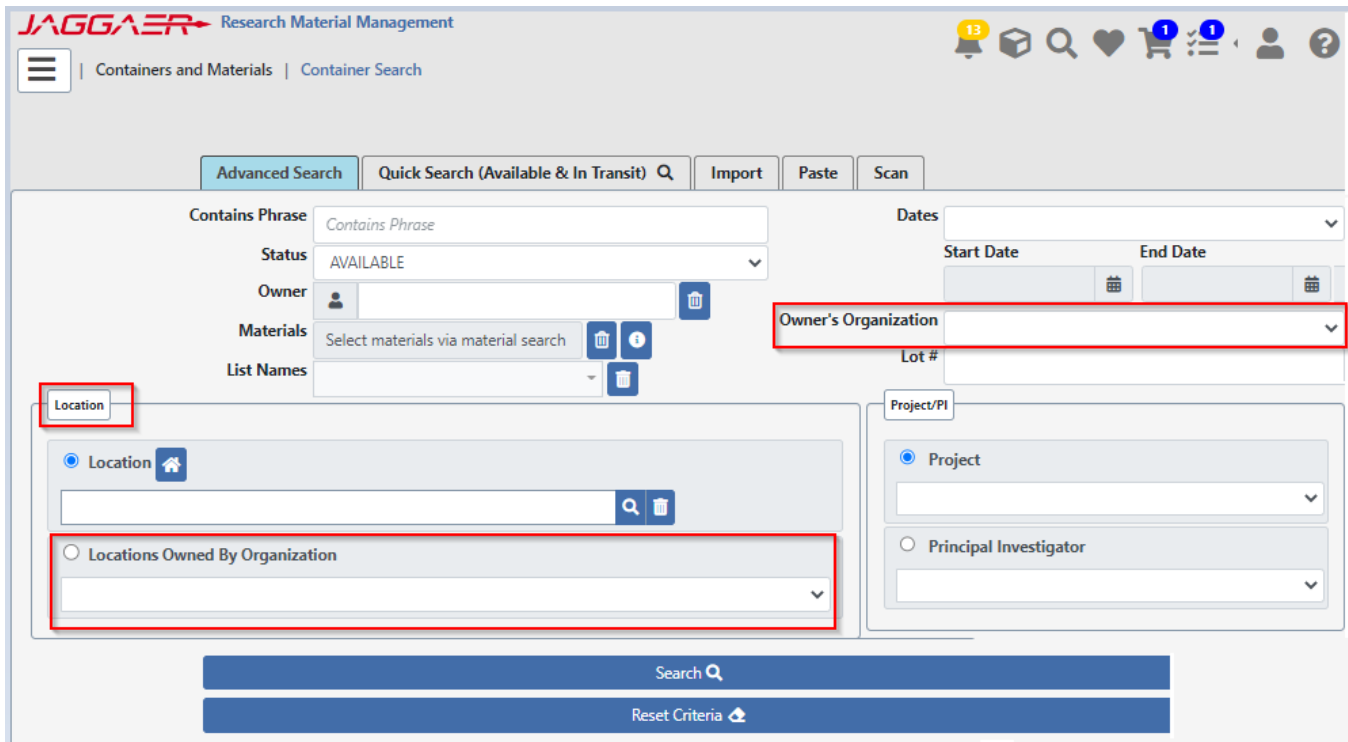 JAGGAER Research Material Management
13
1
1
| Containers and Materials | Container Search
Advanced Search
Quick Search (Available & In Transit)
Import
Paste
Scan
Contains Phrase
Contains Phrase
Dates
Status
AVAILABLE
Start Date
End Date
Owner
Owner's Organization
Materials
Select materials via material search
Lot #
List Names
Location
Project/PI
Location
Project
Locations Owned By Organization
Principal Investigator
Search
Reset Criteria